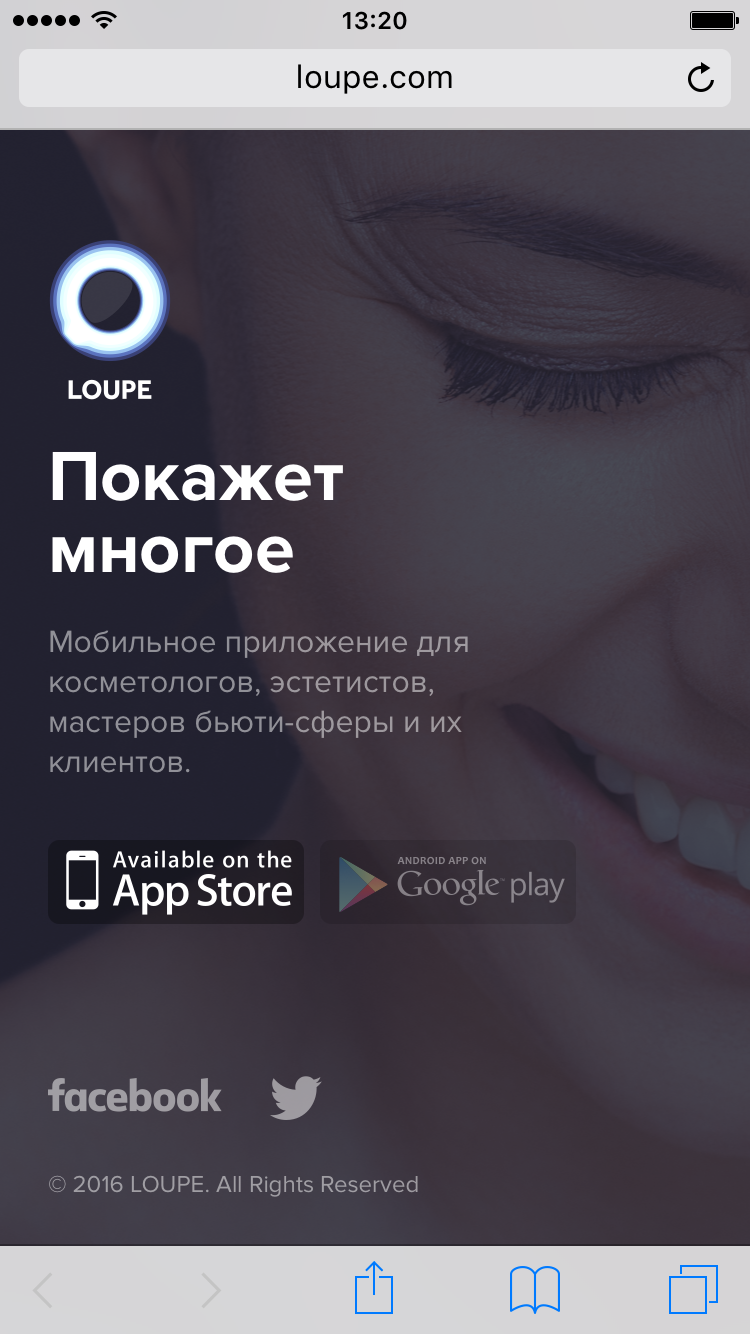 13:20
loupe.com
LOUPE
Покажет
многое
Мобильное приложение для
косметологов, эстетистов,
мастеров бьюти-сферы и их
клиентов.
Available on the
App Store
ANDROID APP ON
Google play
facebook
© 2016 LOUPE. All Rights Reserved